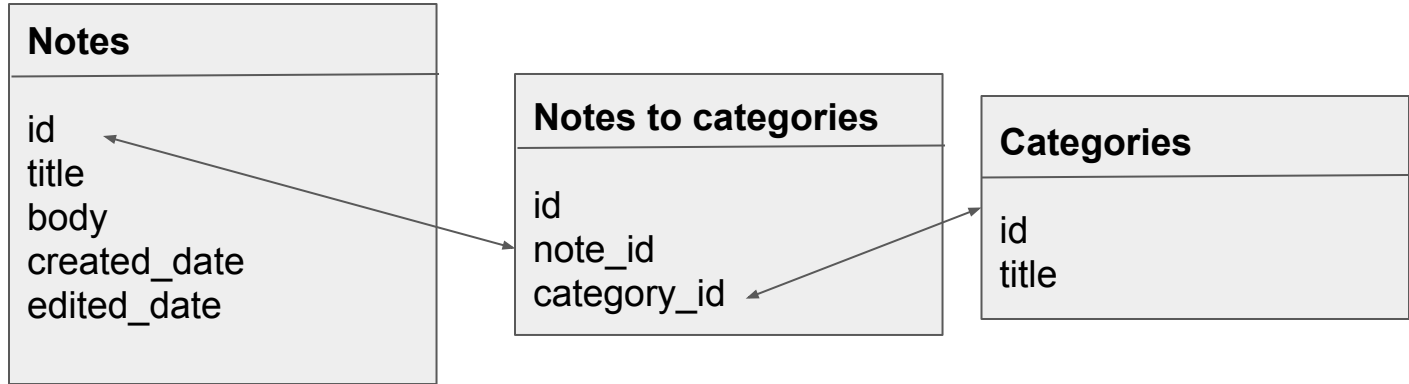 Notes
id
title
body
created_date
edited_date
Notes to categories
id
note_id
category_id
Categories
id
title